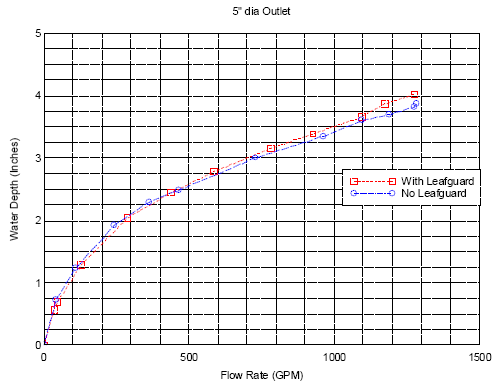 5" dia Outlet
5
4
3
2
1
0
Water Depth (Inches)
With Leafguard
No Leafguard
0 500 1000 1500
Flow Rate (GPM)